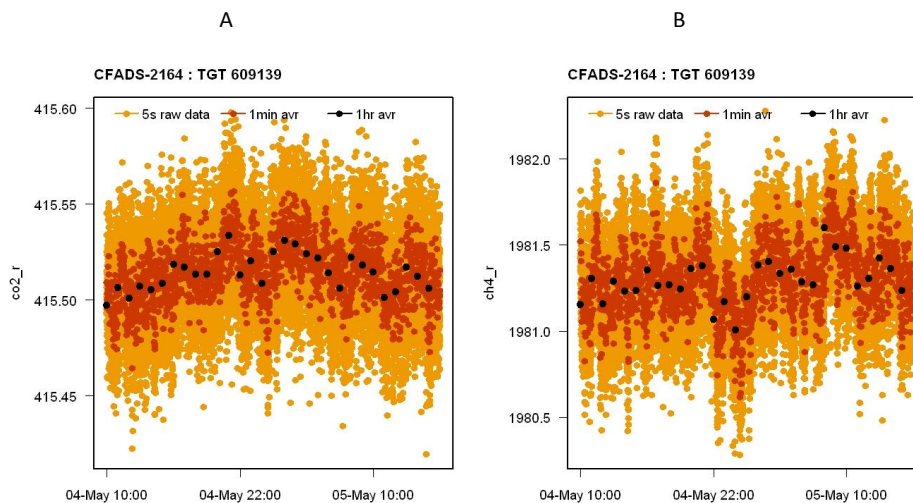 A
B
CFADS-2164 : TGT 609139
5s raw data 1min avr 1hr avr
co2_r
415.60
415.55
415.50
415.45
04-May 10:00 04-May 22:00 05-May 10:00
CFADS-2164 : TGT 609139
5s raw data 1min avr 1hr avr
ch4_r
1982.0
1981.5
1981.0
1980.5
04-May 10:00 04-May 22:00 05-May 10:00